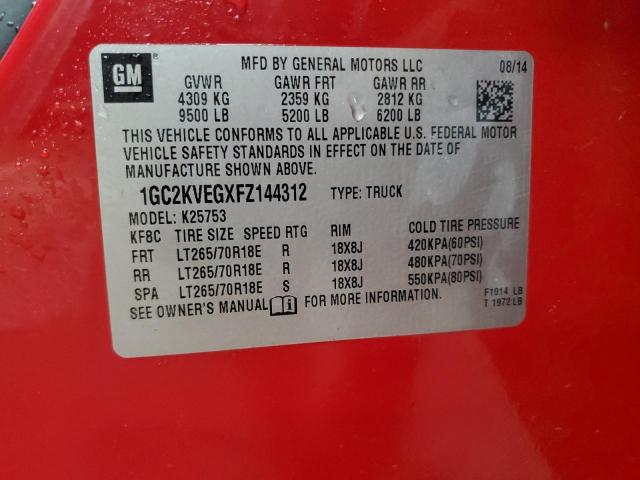 GM
MFD BY GENERAL MOTORS LLC 08/14
GVWR GAWR FRT GAWR RR
4309 KG 2359 KG 2812 KG
9500 LB 5200 LB 6200 LB
THIS VEHICLE CONFORMS TO ALL APPLICABLE U.S. FEDERAL MOTOR
VEHICLE SAFETY STANDARDS IN EFFECT ON THE DATE OF
MANUFACTURE SHOWN ABOVE.
1GC2KVEGXFZ144312 TYPE: TRUCK
MODEL: K25753
KF8C TIRE SIZE SPEED RTG RIM COLD TIRE PRESSURE
FRT LT265/70R18E R 18X8J 420KPA(60PSI)
RR LT265/70R18E R 18X8J 480KPA(70PSI)
SPA LT265/70R18E S 18X8J 550KPA(80PSI)
SEE OWNER'S MANUAL FOR MORE INFORMATION. F1914 LB
T 1972 LB